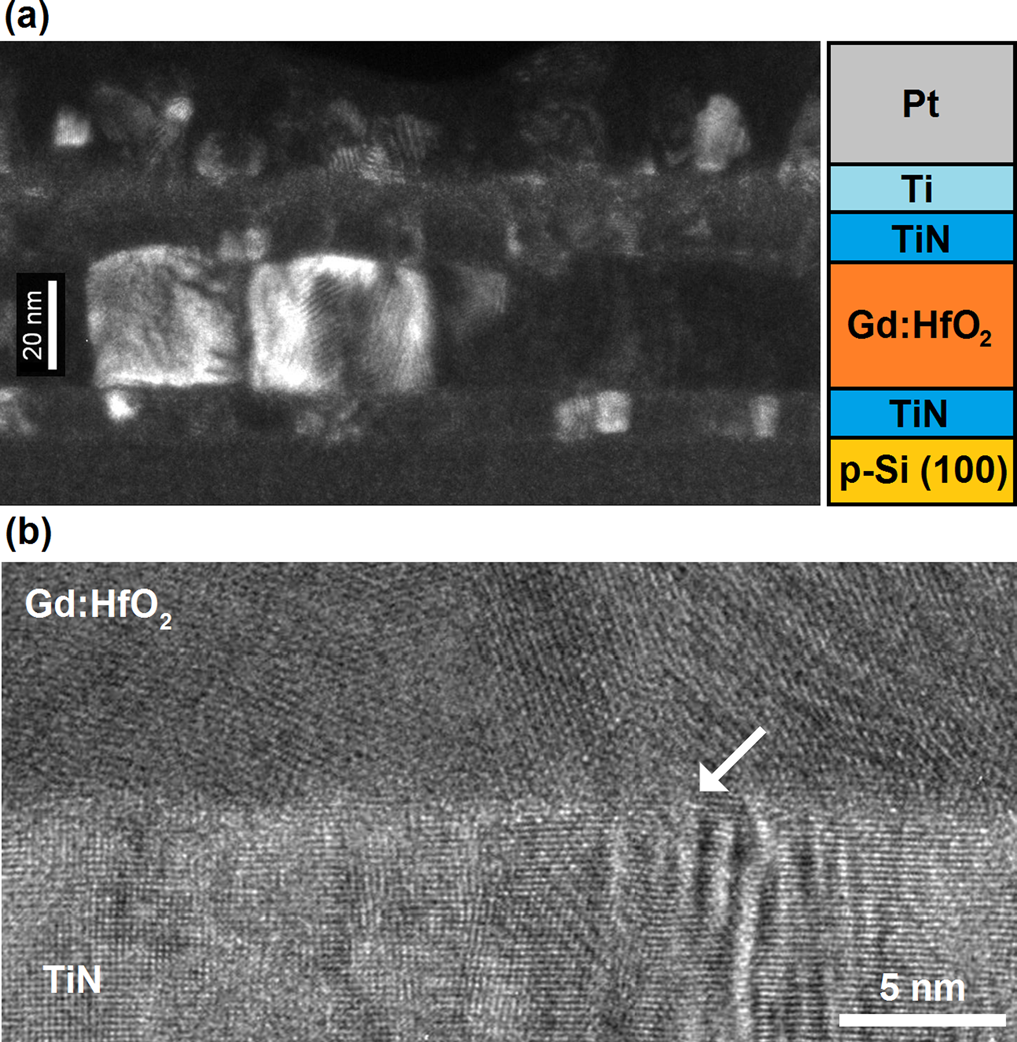 (a)
20 nm
Pt
Ti
TiN
Gd:HfO₂
TiN
p-Si (100)
(b)
Gd:HfO₂
TiN
5 nm